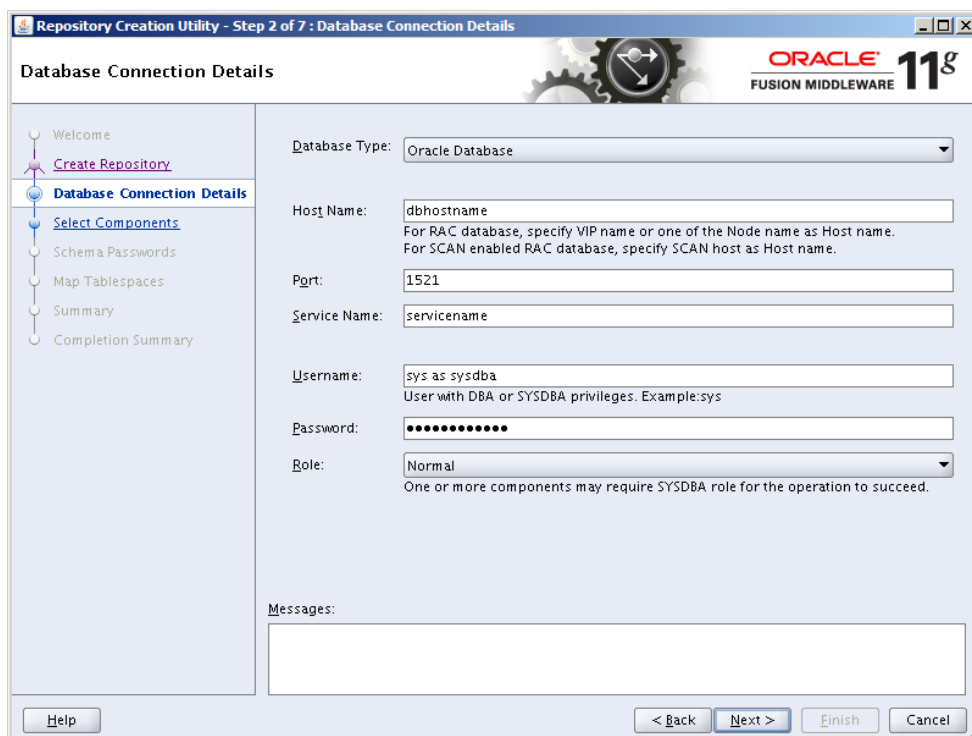 Repository Creation Utility - Step 2 of 7 : Database Connection Details
Database Connection Details
ORACLE
FUSION MIDDLEWARE
11g
Welcome
Create Repository
Database Connection Details
Select Components
Schema Passwords
Map Tablespaces
Summary
Completion Summary
Database Type: Oracle Database
Host Name: dbhostname
For RAC database, specify VIP name or one of the Node name as Host name.
For SCAN enabled RAC database, specify SCAN host as Host name.
Port: 1521
Service Name: servicename
Username: sys as sysdba
User with DBA or SYSDBA privileges. Example:sys
Password: ●●●●●●●●●●●●
Role: Normal
One or more components may require SYSDBA role for the operation to succeed.
Messages:
Help < Back Next > Finish Cancel